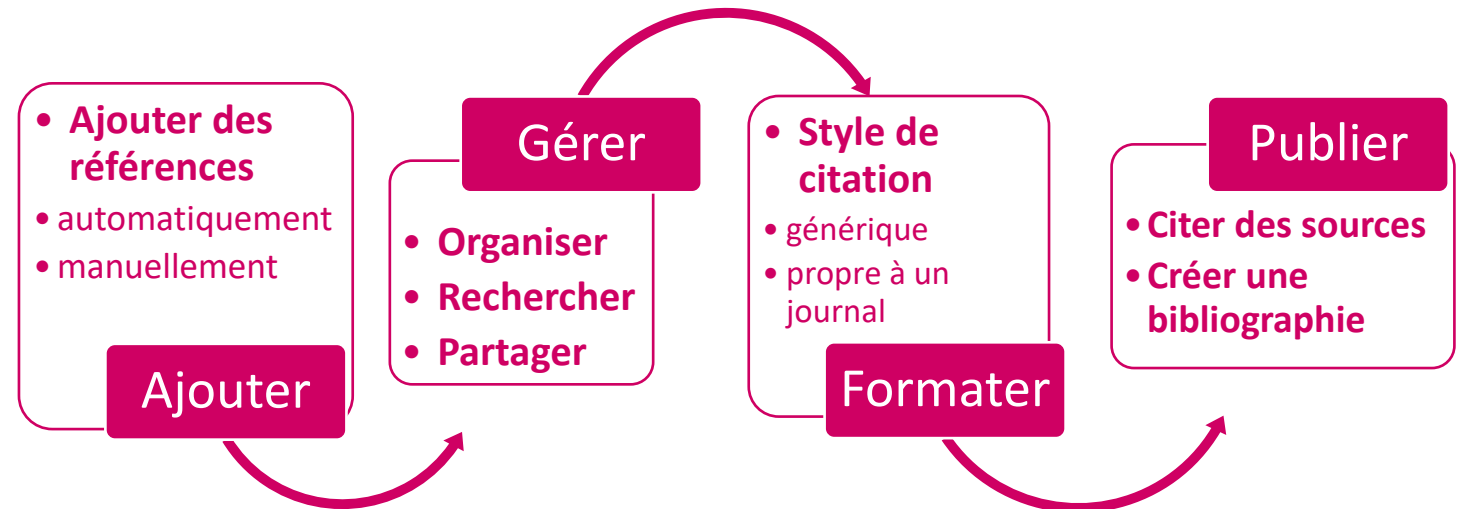 • Ajouter des
références
• automatiquement
• manuellement
Ajouter
Gérer
• Organiser
• Rechercher
• Partager
• Style de
citation
• générique
• propre à un
journal
Formater
Publier
• Citer des sources
• Créer une
bibliographie